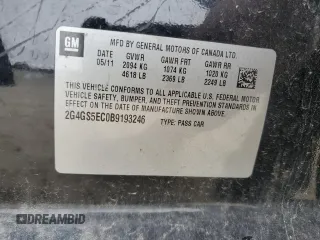 GM
MFD BY GENERAL MOTORS OF CANADA LTD.
05/11 GVWR GAWR FRT GAWR RR
2094 KG 1074 KG 1020 KG
4618 LB 2369 LB 2249 LB
THIS VEHICLE CONFORMS TO ALL APPLICABLE U.S. FEDERAL MOTOR
VEHICLE SAFETY, BUMPER, AND THEFT PREVENTION STANDARDS
IN EFFECT ON THE DATE OF MANUFACTURE SHOWN ABOVE.
2G4GS5EC0B9193246 TYPE: PASS CAR
DREAMBID